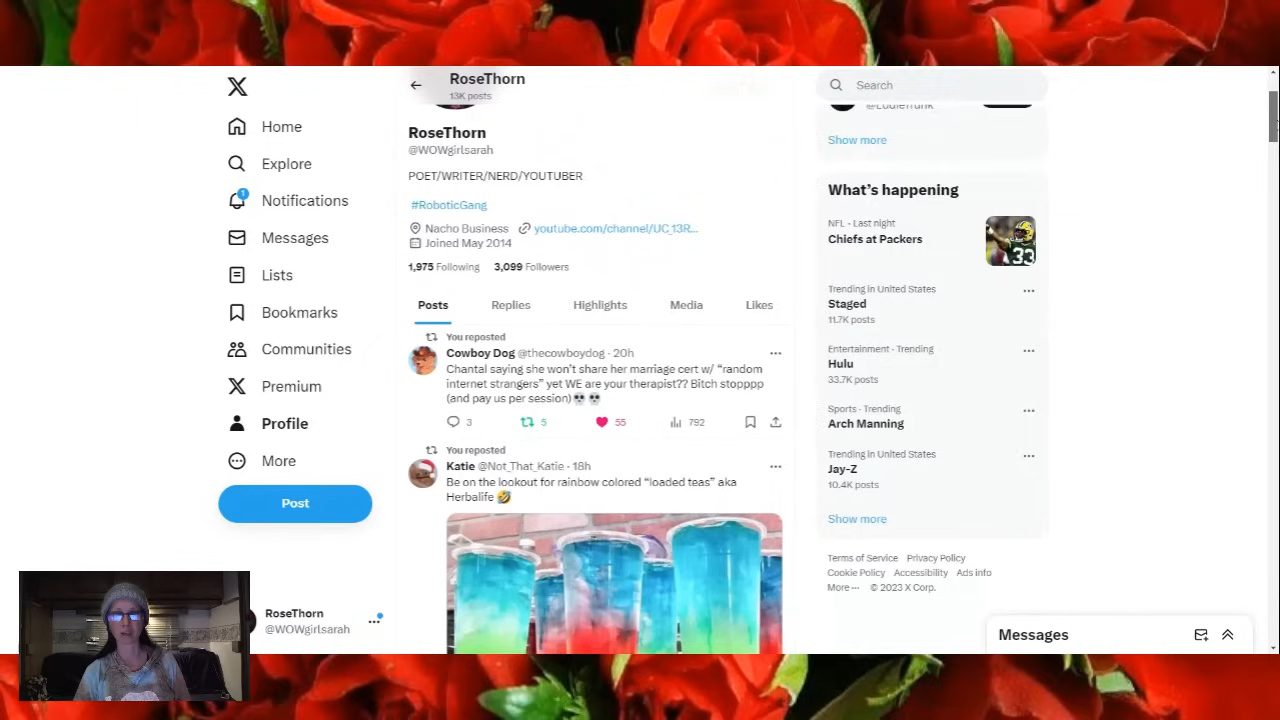 RoseThorn
13K posts
Search
Home
Explore
1
Notifications
Messages
Lists
Bookmarks
Communities
Premium
Profile
More
Post
RoseThorn
@WOWgirlsarah
RoseThorn
@WOWgirlsarah
POET/WRITER/NERD/YOUTUBER
#RoboticGang
Nacho Business youtube.com/channel/UC_13R...
Joined May 2014
1,975 Following 3,099 Followers
Posts Replies Highlights Media Likes
You reposted
Cowboy Dog @thecowboydog · 20h
Chantal saying she won't share her marriage cert w/ "random
internet strangers" yet WE are your therapist?? Bitch stopppp
(and pay us per session)
3 5 55 792
You reposted
Katie @Not_That_Katie · 18h
Be on the lookout for rainbow colored "loaded teas" aka
Herbalife
Show more
What's happening
NFL · Last night
Chiefs at Packers
33
Trending in United States
Staged
11.7K posts
Entertainment · Trending
Hulu
33.7K posts
Sports · Trending
Arch Manning
Trending in United States
Jay-Z
10.4K posts
Show more
Terms of Service Privacy Policy
Cookie Policy Accessibility Ads info
More ··· © 2023 X Corp.
Messages